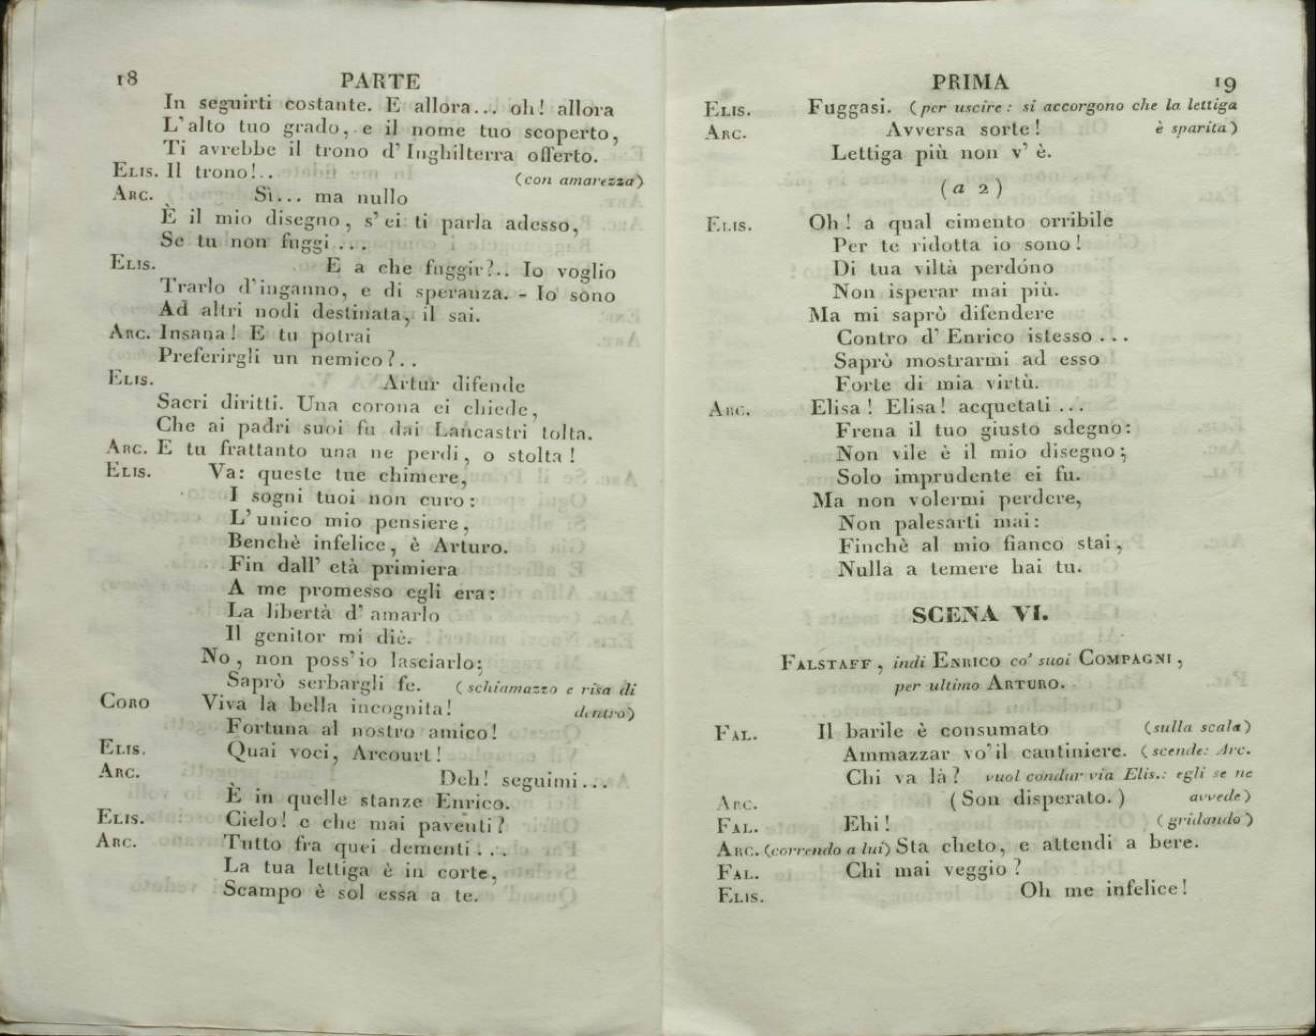 18 PARTE
In seguirti costante. E allora... oh! allora
L'alto tuo grado, e il nome tuo scoperto,
Ti avrebbe il trono d'Inghilterra offerto.
ELIS. Il trono!.. (con amarezza)
ARC. Sì... ma nullo
È il mio disegno, s'ei ti parla adesso,
Se tu non fuggi...
ELIS. E a che fuggir?.. Io voglio
Trarlo d'inganno, e di speranza. - Io sono
Ad altri nodi destinata, il sai.
ARC. Insana! E tu potrai
Preferirgli un nemico?..
ELIS. Artur difende
Sacri diritti. Una corona ei chiede,
Che ai padri suoi fu dai Lancastri tolta.
ARC. E tu frattanto una ne perdi, o stolta!
ELIS. Va: queste tue chimere,
I sogni tuoi non curo:
L'unico mio pensiere,
Benchè infelice, è Arturo.
Fin dall' età primiera
A me promesso egli era:
La libertà d' amarlo
Il genitor mi diè.
No, non poss'io lasciarlo;
Saprò serbargli fe. (schiamazzo e risa di
CORO Viva la bella incognita! dentro)
Fortuna al nostro amico!
ELIS. Quai voci, Arcourt!
ARC. Deh! seguimi...
È in quelle stanze Enrico.
ELIS. Cielo! e che mai paventi?
ARC. Tutto fra quei dementi...
La tua lettiga è in corte,
Scampo è sol essa a te.
PRIMA 19
ELIS. Fuggasi. (per uscire: si accorgono che la lettiga
ARC. Avversa sorte! è sparita)
Lettiga più non v' è.
(a 2)
ELIS. Oh! a qual cimento orribile
Per te ridotta io sono!
Di tua viltà perdóno
Non isperar mai più.
Ma mi saprò difendere
Contro d' Enrico istesso...
Saprò mostrarmi ad esso
Forte di mia virtù.
ARC. Elisa! Elisa! acquetati...
Frena il tuo giusto sdegno:
Non vile è il mio disegno;
Solo imprudente ei fu.
Ma non volermi perdere,
Non palesarti mai:
Finchè al mio fianco stai,
Nulla a temere hai tu.
SCENA VI.
FALSTAFF, indi ENRICO co' suoi COMPAGNI,
per ultimo ARTURO.
FAL. Il barile è consumato (sulla scala)
Ammazzar vo' il cantiniere. (scende: Arc.
Chi va là? vuol condur via Elis.: egli se ne
ARC. (Son disperato.) avvede)
FAL. Ehi! (gridando)
ARC. (correndo a lui) Sta cheto, e attendi a bere.
FAL. Chi mai veggio?
ELIS. Oh me infelice!